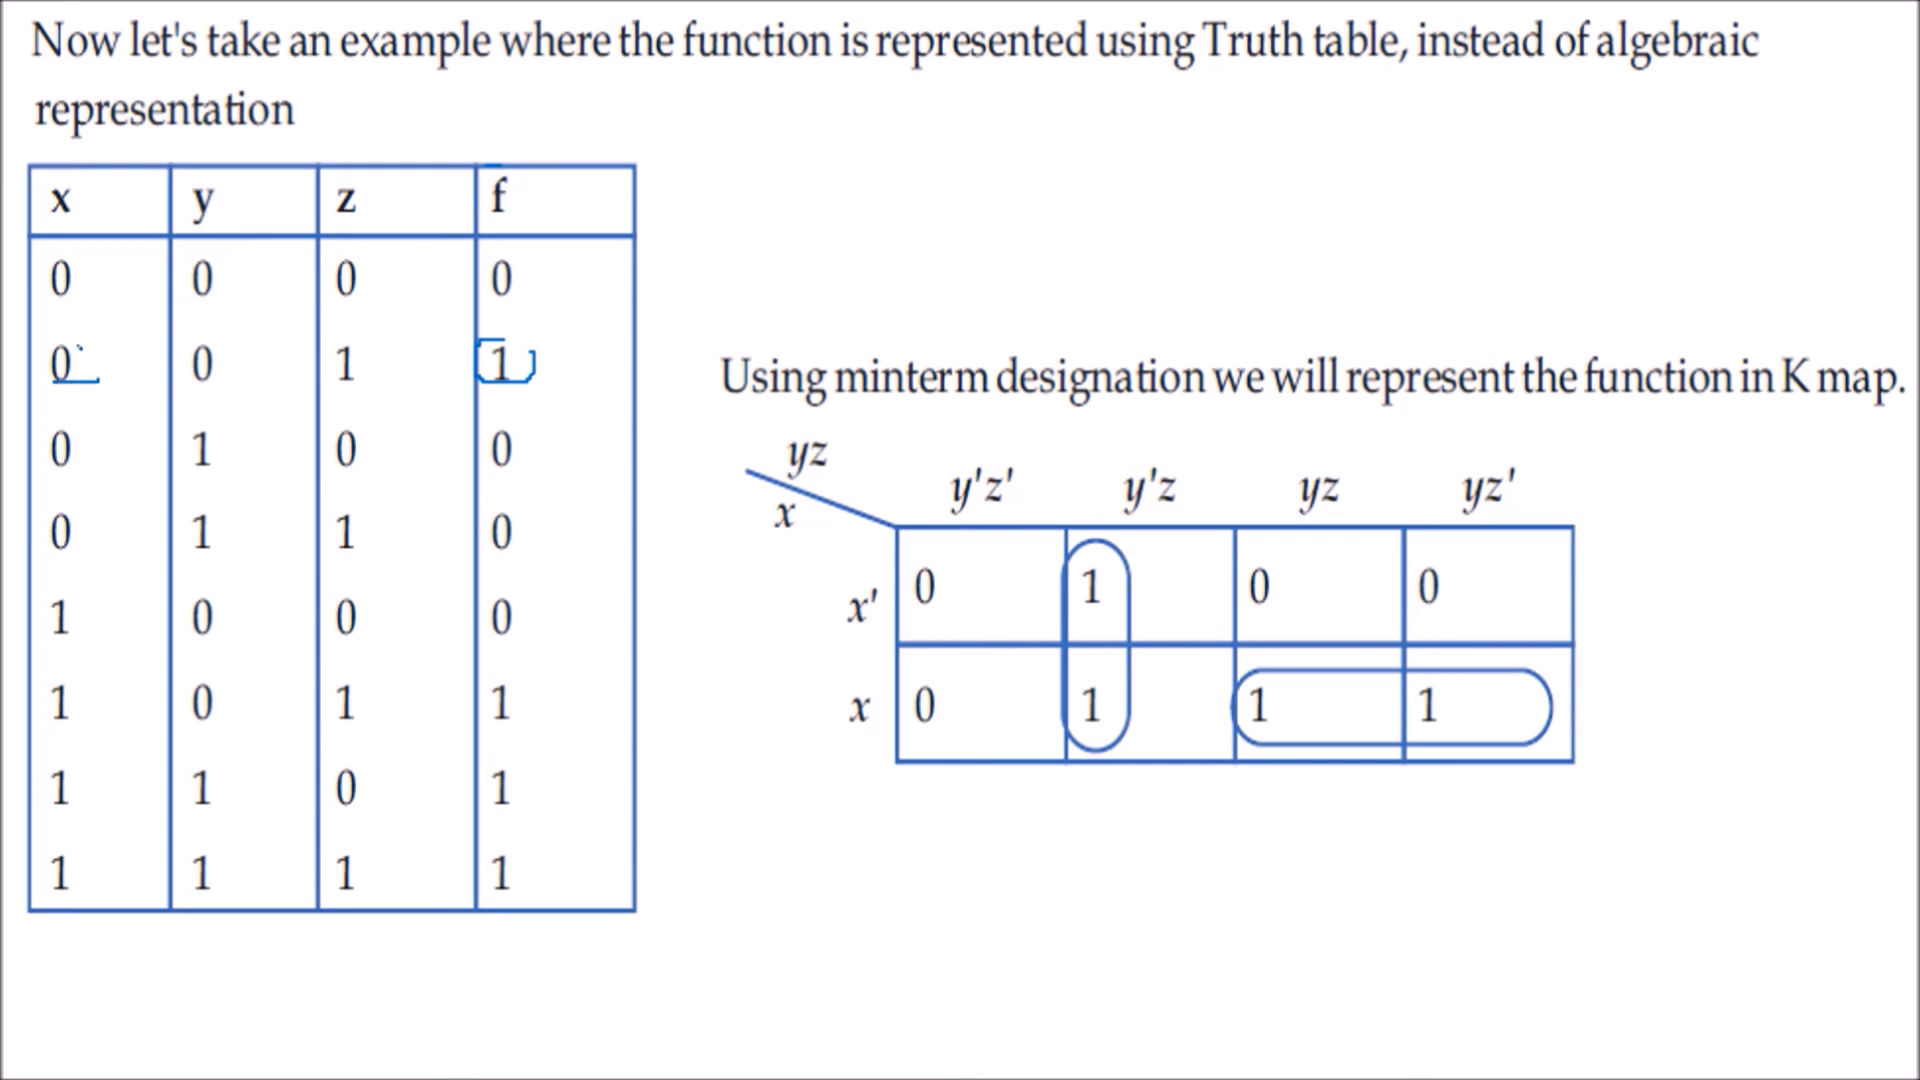 Now let's take an example where the function is represented using Truth table, instead of algebraic
representation
x y z f
0 0 0 0
0 0 1 1
0 1 0 0
0 1 1 0
1 0 0 0
1 0 1 1
1 1 0 1
1 1 1 1
Using minterm designation we will represent the function in K map.
yz
x
y'z' y'z yz yz'
x' 0 1 0 0
x 0 1 1 1